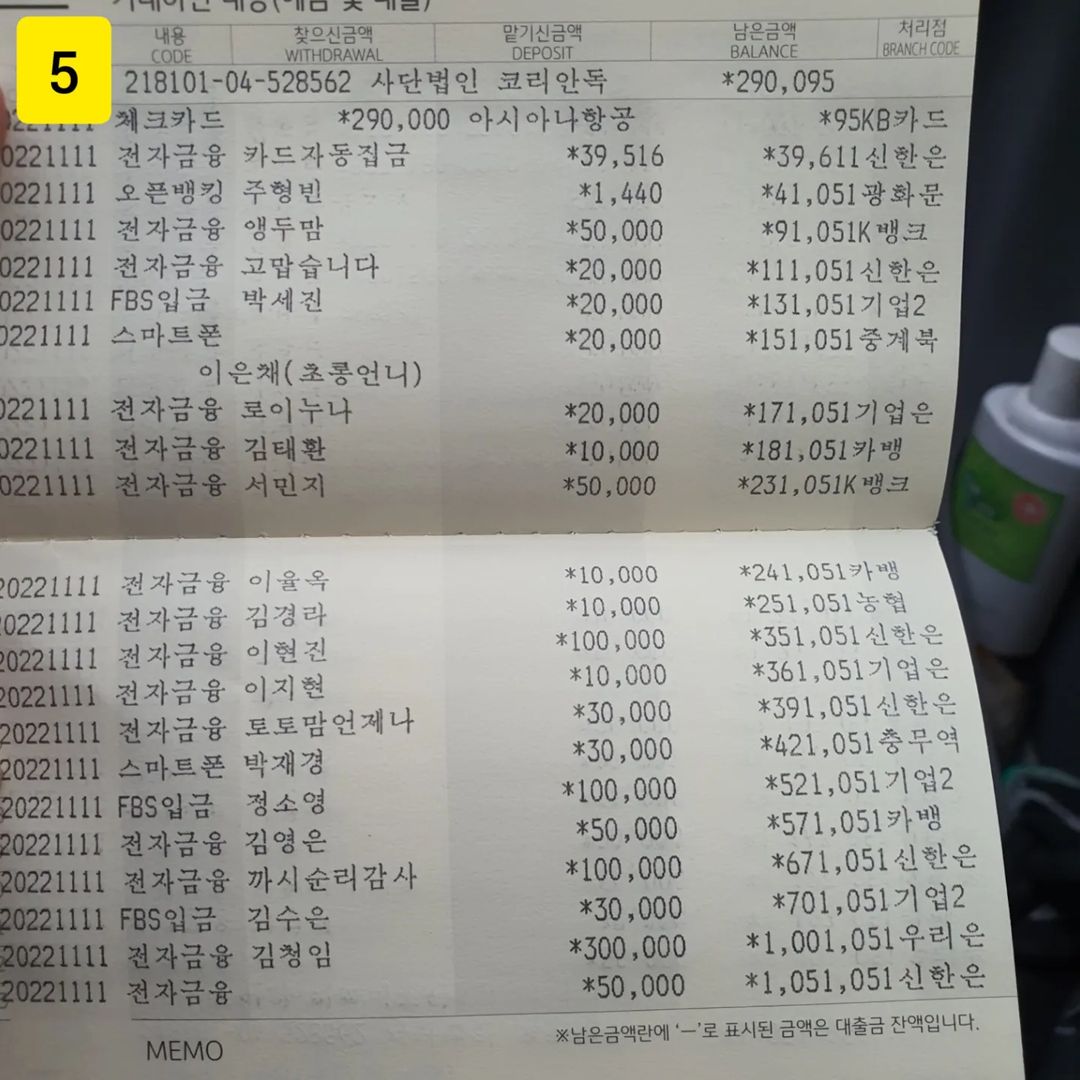 5
거래하신 내용(예금 및 대출)
내용 찾으신금액 맡기신금액 남은금액 처리점
CODE WITHDRAWAL DEPOSIT BALANCE BRANCH CODE
218101-04-528562 사단법인 코리안독 *290,095
0221111 체크카드 *290,000 아시아나항공 *95KB카드
0221111 전자금융 카드자동집금 *39,516 *39,611신한은
0221111 오픈뱅킹 주형빈 *1,440 *41,051광화문
0221111 전자금융 앵두맘 *50,000 *91,051K뱅크
0221111 전자금융 고맙습니다 *20,000 *111,051신한은
0221111 FBS입금 박세진 *20,000 *131,051기업2
0221111 스마트폰 *20,000 *151,051중계북
이은채(초롱언니)
0221111 전자금융 로이누나 *20,000 *171,051기업은
0221111 전자금융 김태환 *10,000 *181,051카뱅
0221111 전자금융 서민지 *50,000 *231,051K뱅크
20221111 전자금융 이율옥 *10,000 *241,051카뱅
20221111 전자금융 김경라 *10,000 *251,051농협
20221111 전자금융 이현진 *100,000 *351,051신한은
20221111 전자금융 이지현 *10,000 *361,051기업은
20221111 전자금융 토토맘언제나 *30,000 *391,051신한은
20221111 스마트폰 박재경 *30,000 *421,051충무역
20221111 FBS입금 정소영 *100,000 *521,051기업2
20221111 전자금융 김영은 *50,000 *571,051카뱅
20221111 전자금융 까시순리감사 *100,000 *671,051신한은
20221111 FBS입금 김수은 *30,000 *701,051기업2
20221111 전자금융 김청임 *300,000 *1,001,051우리은
20221111 전자금융 *50,000 *1,051,051신한은
※남은금액란에 ‘―’로 표시된 금액은 대출금 잔액입니다.
MEMO